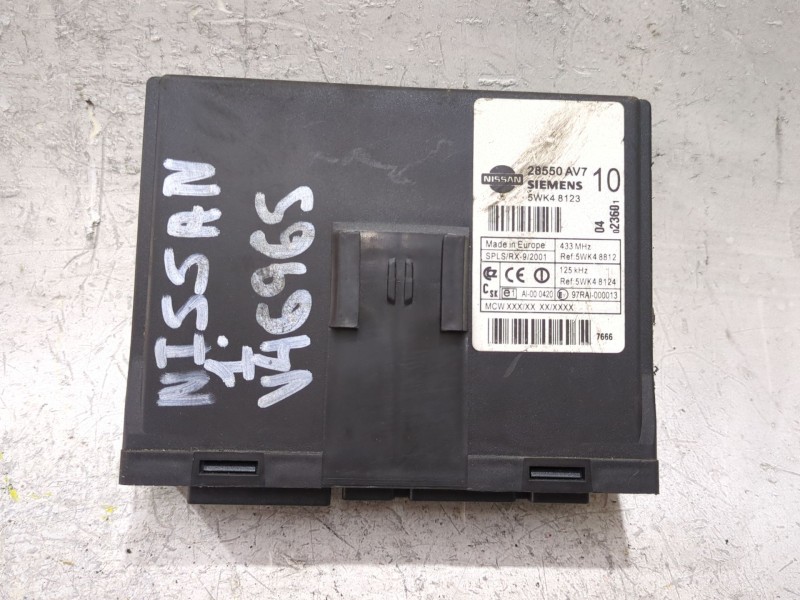 NISSAN
1.
V46965
NISSAN
28550 AV7
SIEMENS
5WK4 8123
10
04
023601
Made in Europe
433 MHz
SPLS/RX-9/2001
Ref:5WK4 8812
CE
125 kHz
Ref:5WK4 8124
C SK
e1
AI-00 0420
97RAI-000013
MCW XXX/XX XX/XXXX
7666